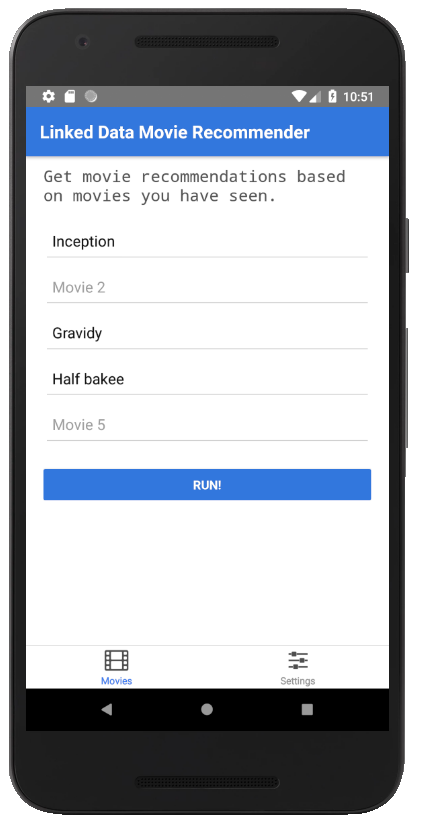 10:51
Linked Data Movie Recommender
Get movie recommendations based
on movies you have seen.
Inception
Movie 2
Gravidy
Half bakee
Movie 5
RUN!
Movies
Settings